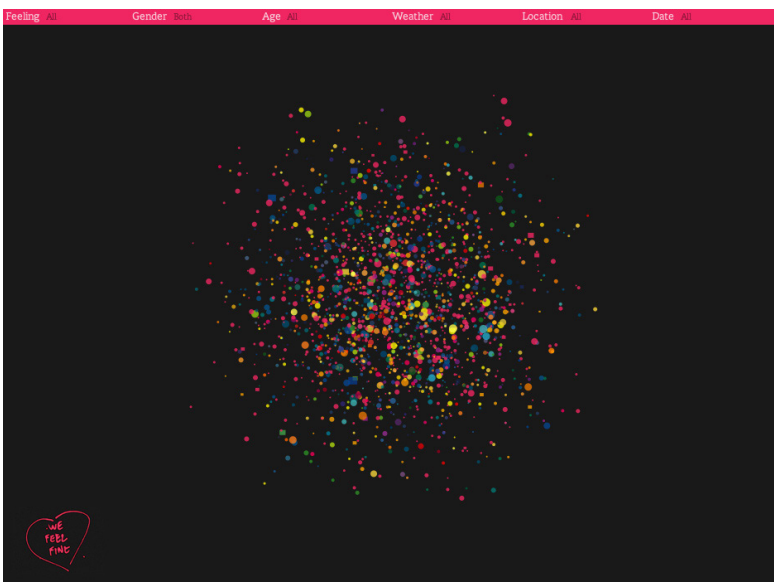 Feeling All Gender Both Age All Weather All Location All Date All
WE
FEEL
FINE